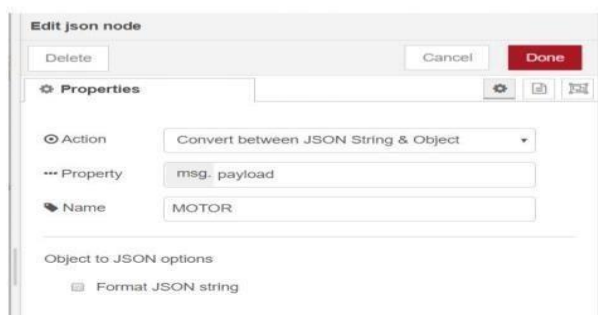 Edit json node
Delete Cancel Done
Properties
Action Convert between JSON String & Object
Property msg. payload
Name MOTOR
Object to JSON options
Format JSON string